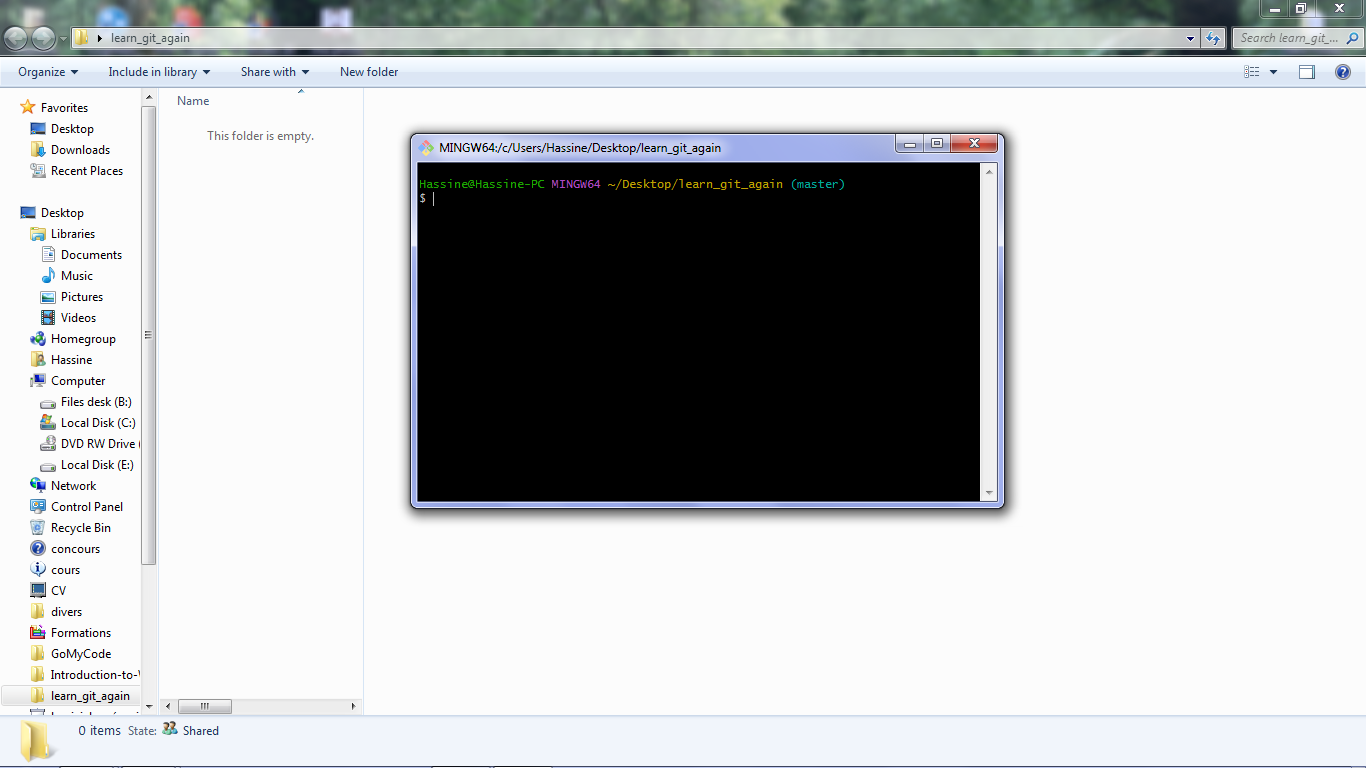 learn_git_again
Search learn_git_...
Organize
Include in library
Share with
New folder
Favorites
Desktop
Downloads
Recent Places
Desktop
Libraries
Documents
Music
Pictures
Videos
Homegroup
Hassine
Computer
Files desk (B:)
Local Disk (C:)
DVD RW Drive (
Local Disk (E:)
Network
Control Panel
Recycle Bin
concours
cours
CV
divers
Formations
GoMyCode
Introduction-to-
learn_git_again
Name
This folder is empty.
MINGW64:/c/Users/Hassine/Desktop/learn_git_again
Hassine@Hassine-PC MINGW64 ~/Desktop/learn_git_again (master)
$
0 items State: Shared